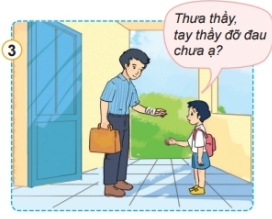 3
Thưa thầy,
tay thầy đỡ đau
chưa ạ?